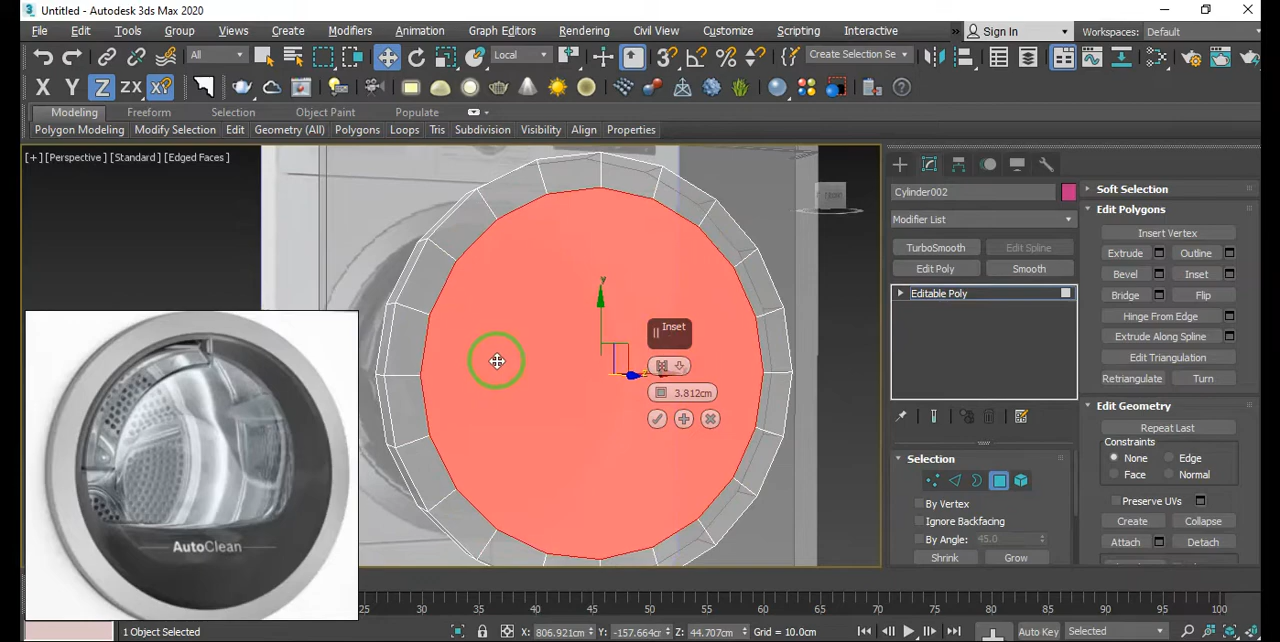 3 Untitled - Autodesk 3ds Max 2020
File Edit Tools Group Views Create Modifiers Animation Graph Editors Rendering Civil View Customize Scripting Interactive » Sign In Workspaces: Default
All Local Create Selection Se
X Y Z ZX X?
Modeling Freeform Selection Object Paint Populate
Polygon Modeling Modify Selection Edit Geometry (All) Polygons Loops Tris Subdivision Visibility Align Properties
[+] [Perspective] [Standard] [Edged Faces]
FRONT
y
Inset
3.812cm
AutoClean
Cylinder002
Modifier List
TurboSmooth Edit Spline
Edit Poly Smooth
Editable Poly
Selection
By Vertex
Ignore Backfacing
By Angle: 45.0
Shrink Grow
Soft Selection
Edit Polygons
Insert Vertex
Extrude Outline
Bevel Inset
Bridge Flip
Hinge From Edge
Extrude Along Spline
Edit Triangulation
Retriangulate Turn
Edit Geometry
Repeat Last
Constraints
None Edge
Face Normal
Preserve UVs
Create Collapse
Attach Detach
25 30 35 40 45 50 55 60 65 70 75 80 85 90 95 100
1 Object Selected X: 806.921cm Y: -157.664cr Z: 44.707cm Grid = 10.0cm Auto Key Selected